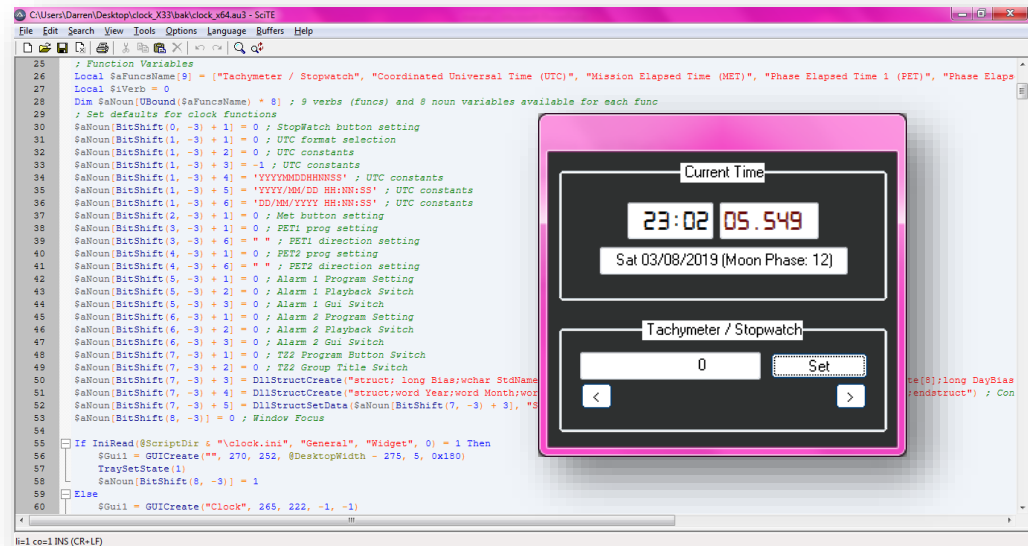 C:\Users\Darren\Desktop\clock_X33\bak\clock_x64.au3 - SciTE
File Edit Search View Tools Options Language Buffers Help
25 ; Function Variables
26 Local $aFuncsName[9] = ["Tachymeter / Stopwatch", "Coordinated Universal Time (UTC)", "Mission Elapsed Time (MET)", "Phase Elapsed Time 1 (PET)", "Phase Elaps
27 Local $iVerb = 0
28 Dim $aNoun[UBound($aFuncsName) * 8] ; 9 verbs (funcs) and 8 noun variables available for each func
29 ; Set defaults for clock functions
30 $aNoun[BitShift(0, -3) + 1] = 0 ; StopWatch button setting
31 $aNoun[BitShift(1, -3) + 1] = 0 ; UTC format selection
32 $aNoun[BitShift(1, -3) + 2] = 0 ; UTC constants
33 $aNoun[BitShift(1, -3) + 3] = -1 ; UTC constants
34 $aNoun[BitShift(1, -3) + 4] = 'YYYYMMDDHHNNSS' ; UTC constants
35 $aNoun[BitShift(1, -3) + 5] = 'YYYY/MM/DD HH:NN:SS' ; UTC constants
36 $aNoun[BitShift(1, -3) + 6] = 'DD/MM/YYYY HH:NN:SS' ; UTC constants
37 $aNoun[BitShift(2, -3) + 1] = 0 ; Met button setting
38 $aNoun[BitShift(3, -3) + 1] = 0 ; PET1 prog setting
39 $aNoun[BitShift(3, -3) + 6] = " " ; PET1 direction setting
40 $aNoun[BitShift(4, -3) + 1] = 0 ; PET2 prog setting
41 $aNoun[BitShift(4, -3) + 6] = " " ; PET2 direction setting
42 $aNoun[BitShift(5, -3) + 1] = 0 ; Alarm 1 Program Setting
43 $aNoun[BitShift(5, -3) + 2] = 0 ; Alarm 1 Playback Switch
44 $aNoun[BitShift(5, -3) + 3] = 0 ; Alarm 1 Gui Switch
45 $aNoun[BitShift(6, -3) + 1] = 0 ; Alarm 2 Program Setting
46 $aNoun[BitShift(6, -3) + 2] = 0 ; Alarm 2 Playback Switch
47 $aNoun[BitShift(6, -3) + 3] = 0 ; Alarm 2 Gui Switch
48 $aNoun[BitShift(7, -3) + 1] = 0 ; TZ2 Program Button Switch
49 $aNoun[BitShift(7, -3) + 2] = 0 ; TZ2 Group Title Switch
50 $aNoun[BitShift(7, -3) + 3] = DllStructCreate("struct; long Bias;wchar StdName te[8];long DayBias
51 $aNoun[BitShift(7, -3) + 4] = DllStructCreate("struct;word Year;word Month;wor ;endstruct") ; Con
52 $aNoun[BitShift(7, -3) + 5] = DllStructSetData($aNoun[BitShift(7, -3) + 3], "S
53 $aNoun[BitShift(8, -3)] = 0 ; Window Focus
54
55 If IniRead(@ScriptDir & "\clock.ini", "General", "Widget", 0) = 1 Then
56 $Gui1 = GUICreate("", 270, 252, @DesktopWidth - 275, 5, 0x180)
57 TraySetState(1)
58 $aNoun[BitShift(8, -3)] = 1
59 Else
60 $Gui1 = GUICreate("Clock", 265, 222, -1, -1)
li=1 co=1 INS (CR+LF)
Current Time
23:02 05.549
Sat 03/08/2019 (Moon Phase: 12)
Tachymeter / Stopwatch
0 Set
< >